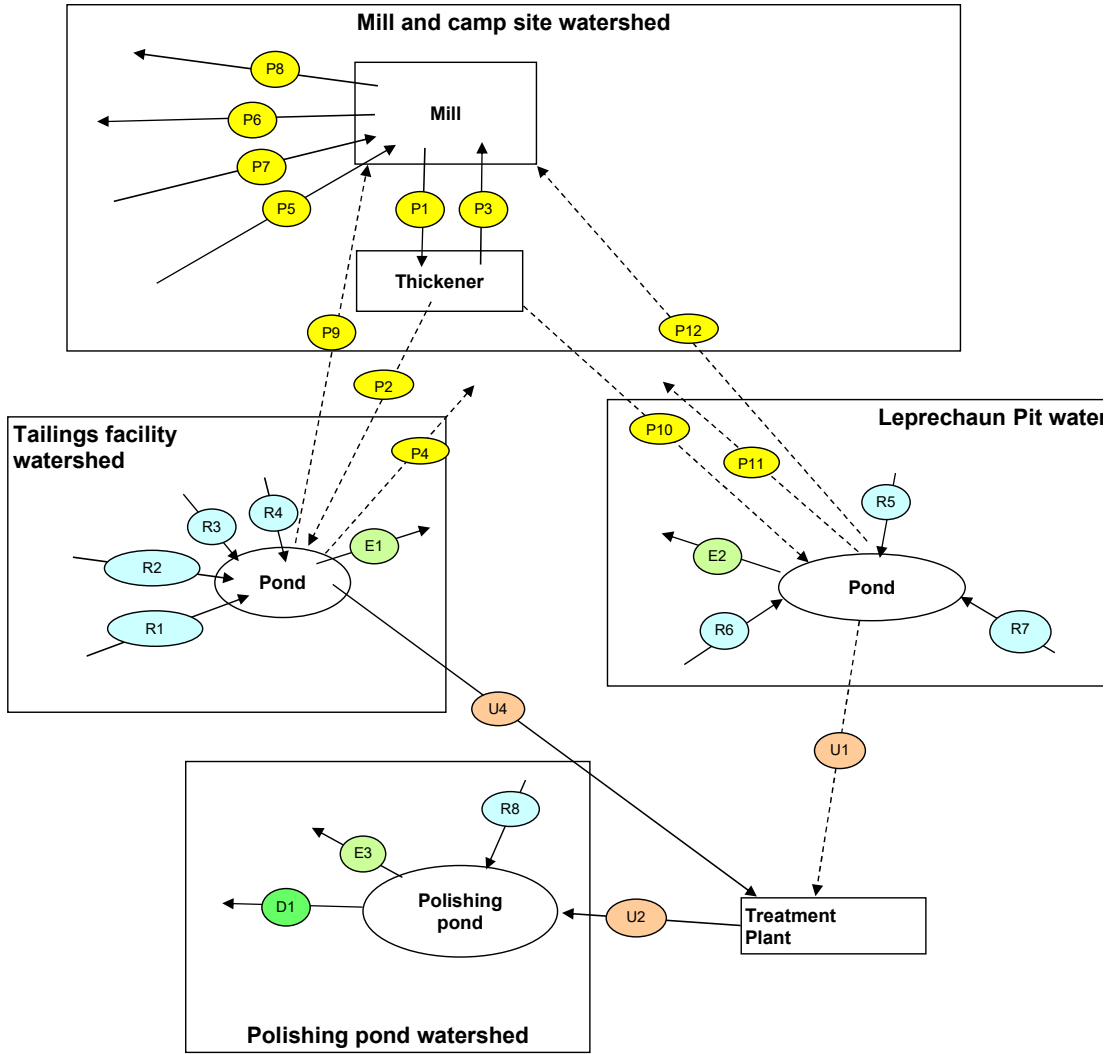 Mill and camp site watershed
P8
P6
Mill
P7
P5
P1
P3
Thickener
P9
P12
P2
P4
P10
P11
Tailings facility
watershed
Leprechaun Pit water
R3
R4
R5
R2
E1
E2
Pond
Pond
R1
R6
R7
U4
U1
R8
E3
Polishing
pond
D1
U2
Treatment
Plant
Polishing pond watershed